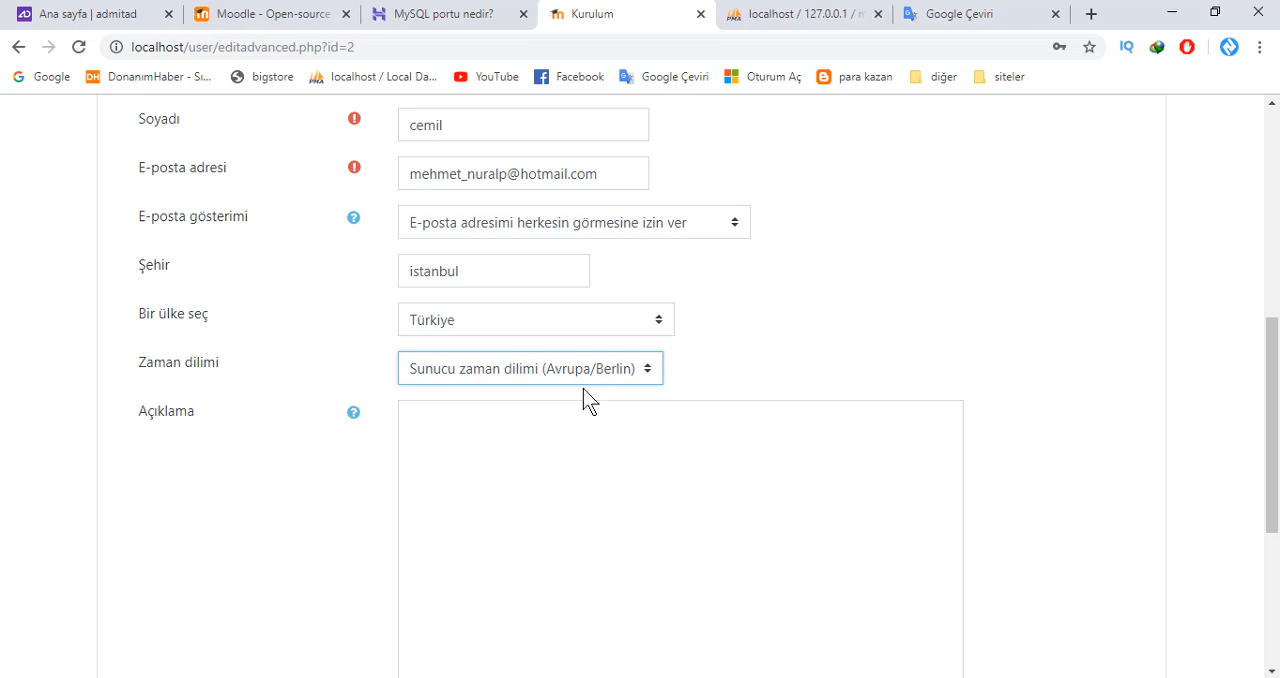 Ana sayfa | admitad
Moodle - Open-source
MySQL portu nedir?
Kurulum
localhost / 127.0.0.1 / m
Google Çeviri
localhost/user/editadvanced.php?id=2
Google
DonanımHaber - Si...
bigstore
localhost / Local Da...
YouTube
Facebook
Google Çeviri
Oturum Aç
para kazan
diğer
siteler
Soyadı
cemil
E-posta adresi
mehmet_nuralp@hotmail.com
E-posta gösterimi
E-posta adresimi herkesin görmesine izin ver
Şehir
istanbul
Bir ülke seç
Türkiye
Zaman dilimi
Sunucu zaman dilimi (Avrupa/Berlin)
Açıklama